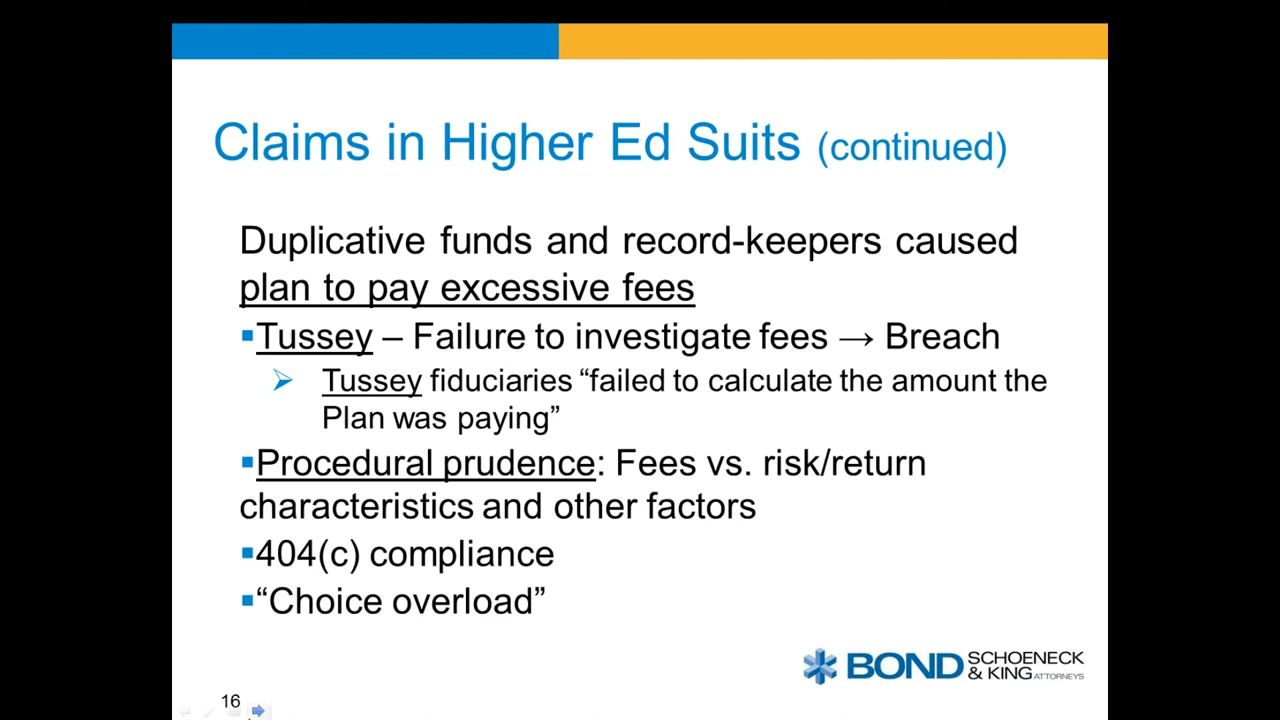 Claims in Higher Ed Suits (continued)
Duplicative funds and record-keepers caused
plan to pay excessive fees
▪Tussey – Failure to investigate fees → Breach
➢ Tussey fiduciaries “failed to calculate the amount the
Plan was paying”
▪Procedural prudence: Fees vs. risk/return
characteristics and other factors
▪404(c) compliance
▪“Choice overload”
BOND SCHOENECK
& KING ATTORNEYS
16